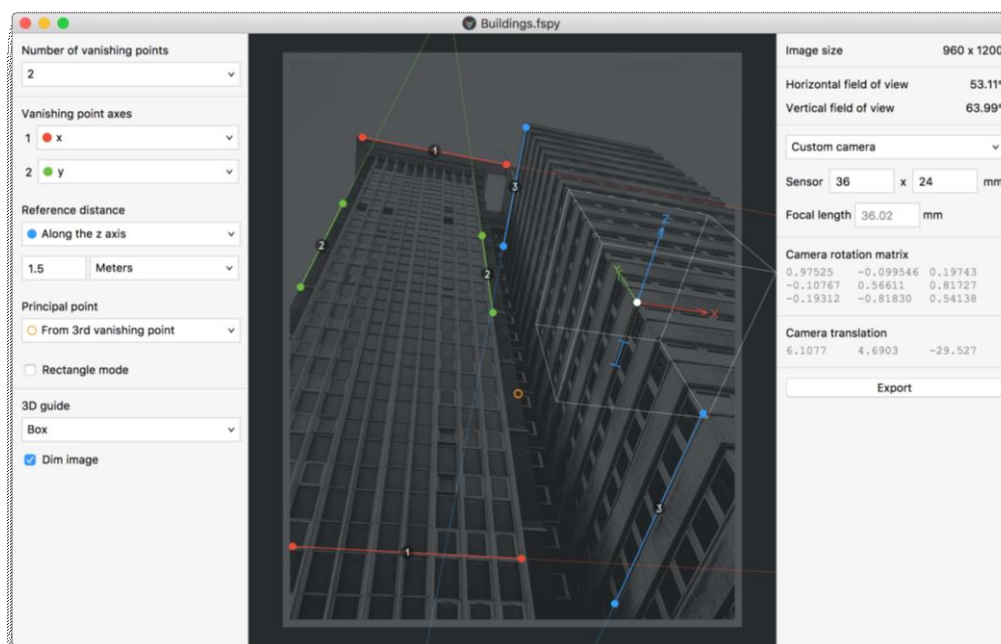 Buildings.fspy
Number of vanishing points
2
Vanishing point axes
1 x
2 y
Reference distance
Along the z axis
1.5 Meters
Principal point
From 3rd vanishing point
Rectangle mode
3D guide
Box
Dim image
1
3
2
2
Z
Y
X
3
1
Image size 960 x 1200
Horizontal field of view 53.11°
Vertical field of view 63.99°
Custom camera
Sensor 36 x 24 mm
Focal length 36.02 mm
Camera rotation matrix
0.97525 -0.099546 0.19743
-0.10767 0.56611 0.81727
-0.19312 -0.81830 0.54138
Camera translation
6.1077 4.6903 -29.527
Export